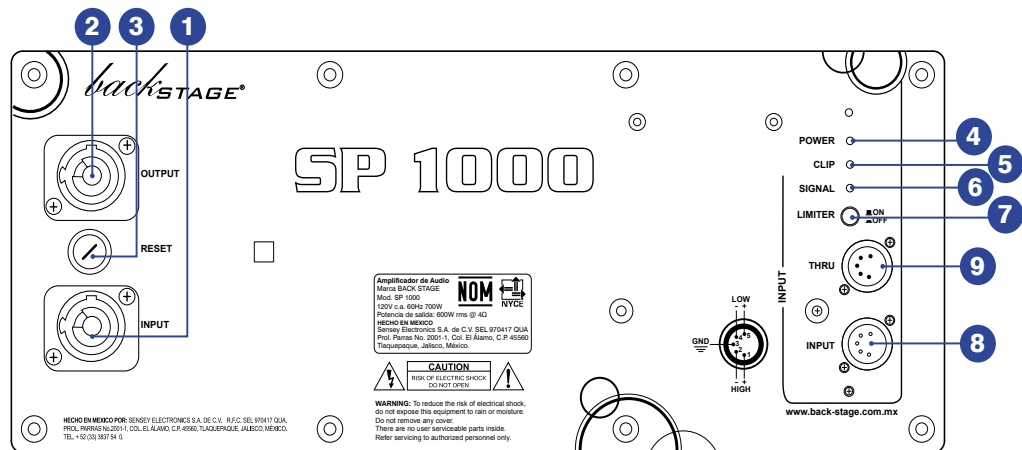 2
3
1
backSTAGE®
SP 1000
OUTPUT
RESET
INPUT
POWER
4
CLIP
5
SIGNAL
6
LIMITER
ON
OFF
7
THRU
9
INPUT
8
INPUT
Amplificador de Audio
Marca BACK STAGE
Mod. SP 1000
120V c.a. 60Hz 700W
Potencia de salida: 600W rms @ 4Ω
HECHO EN MEXICO
Sensey Electronics S.A. de C.V. SEL 970417 QUA
Prol. Parras No. 2001-1, Col. El Álamo, C.P. 45560
Tlaquepaque, Jalisco, México.
NOM
NYCE
CAUTION
RISK OF ELECTRIC SHOCK
DO NOT OPEN
WARNING: To reduce the risk of electrical shock,
do not expose this equipment to rain or moisture.
Do not remove any cover.
There are no user serviceable parts inside.
Refer servicing to authorized personnel only.
LOW
- +
GND
4 5
3
2 1
- +
HIGH
www.back-stage.com.mx
HECHO EN MEXICO POR: SENSEY ELECTRONICS S.A. DE C.V. R.F.C. SEL 970417 QUA,
PROL. PARRAS No.2001-1, COL. EL ÁLAMO, C.P. 45560, TLAQUEPAQUE, JALISCO, MÉXICO.
TEL., + 52 (33) 3837 54 0.